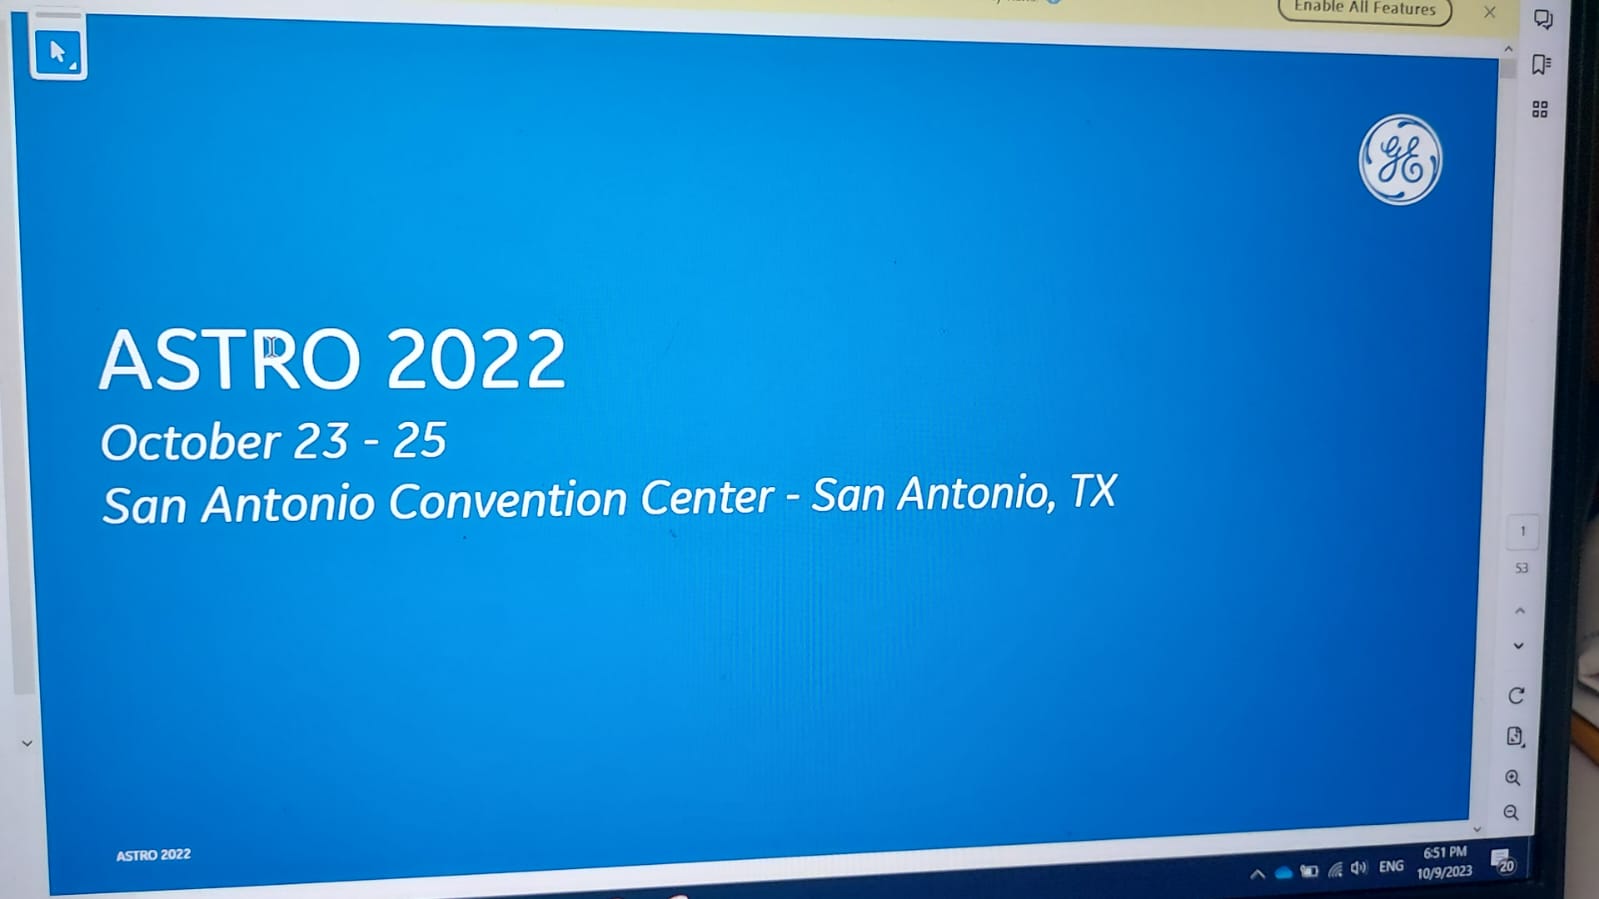 Enable All Features
GE
ASTRO 2022
October 23 - 25
San Antonio Convention Center - San Antonio, TX
1
53
ASTRO 2022
ENG
6:51 PM
10/9/2023
20